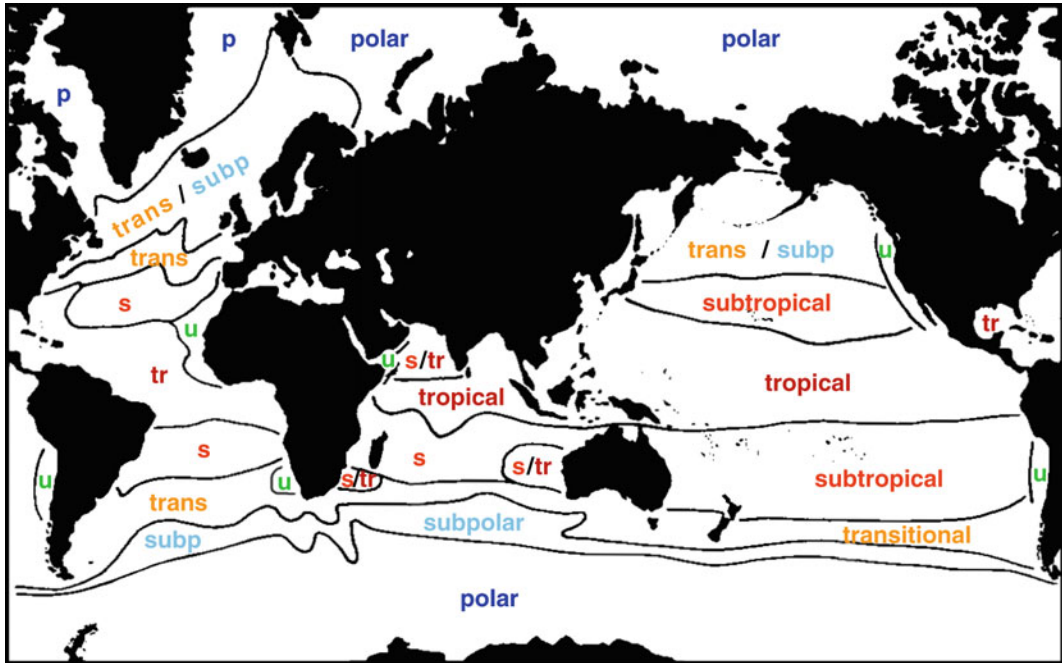 p
polar
polar
p
trans / subp
trans
trans / subp
u
s
subtropical
u
tr
u
s/tr
tr
tropical
tropical
s
s
s/tr
u
u
s/tr
subtropical
u
trans
subpolar
transitional
subp
polar